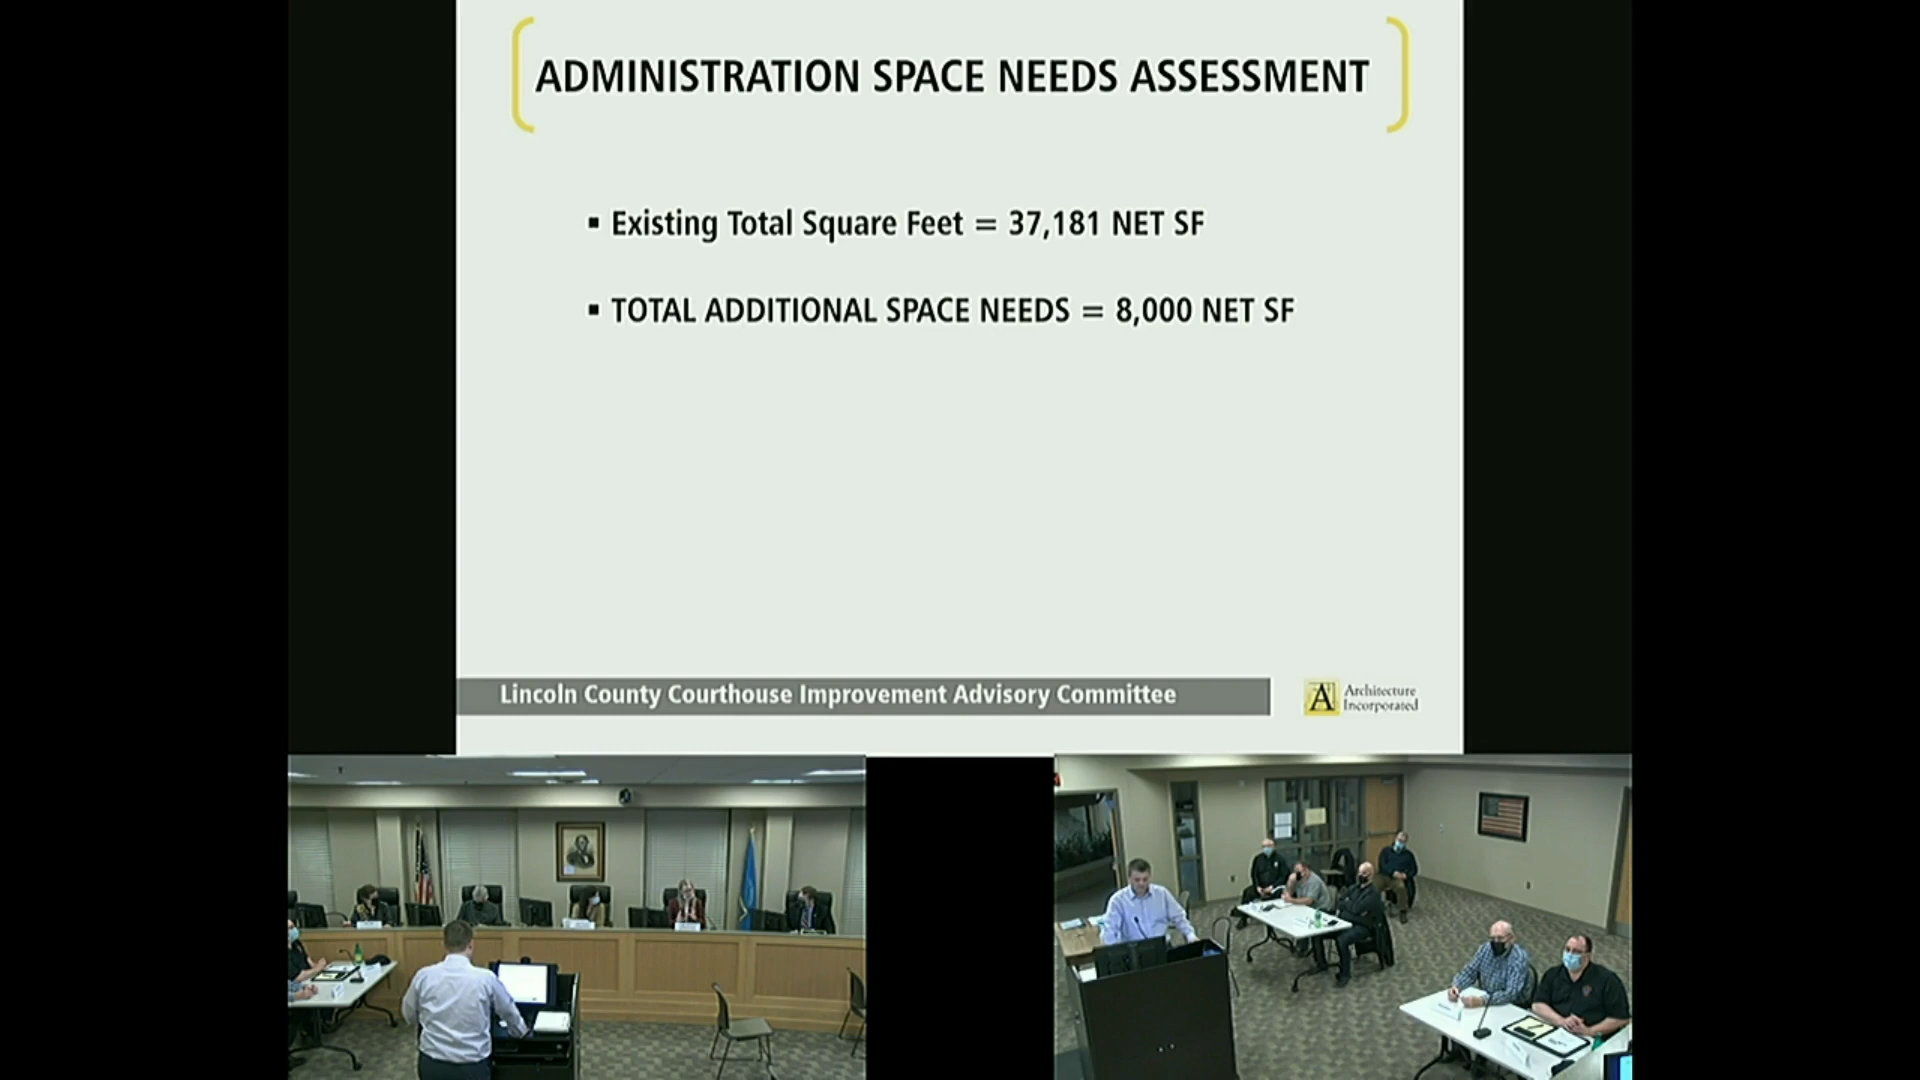 ADMINISTRATION SPACE NEEDS ASSESSMENT
▪ Existing Total Square Feet = 37,181 NET SF
▪ TOTAL ADDITIONAL SPACE NEEDS = 8,000 NET SF
Lincoln County Courthouse Improvement Advisory Committee
A
Architecture
Incorporated